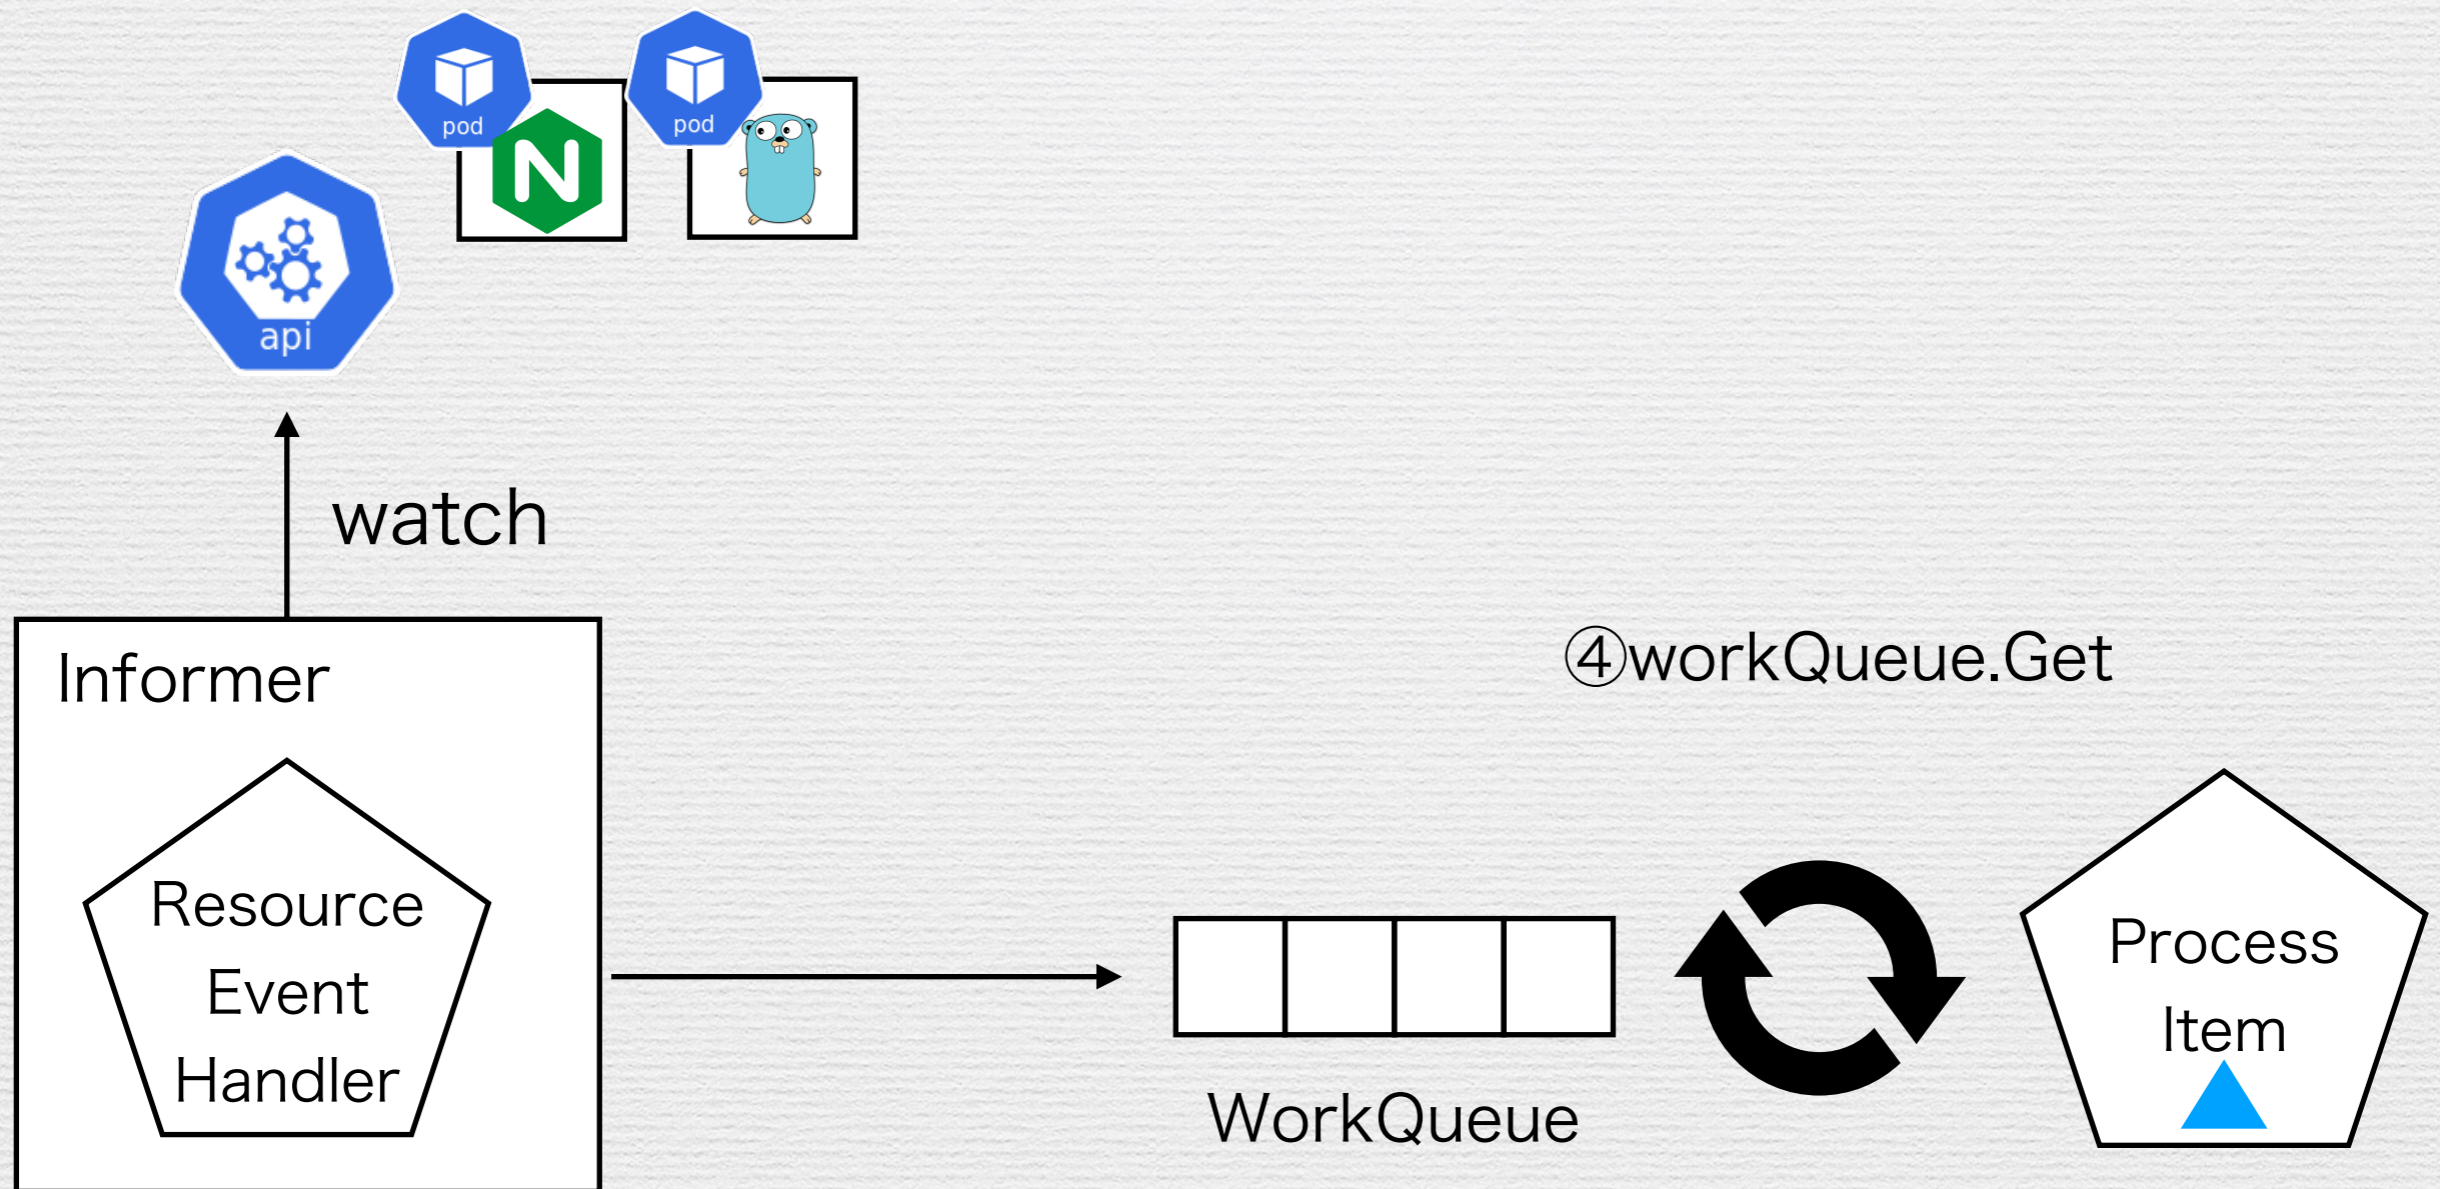 pod
pod
api
watch
Informer
④workQueue.Get
Resource
Event
Handler
Process
Item
WorkQueue